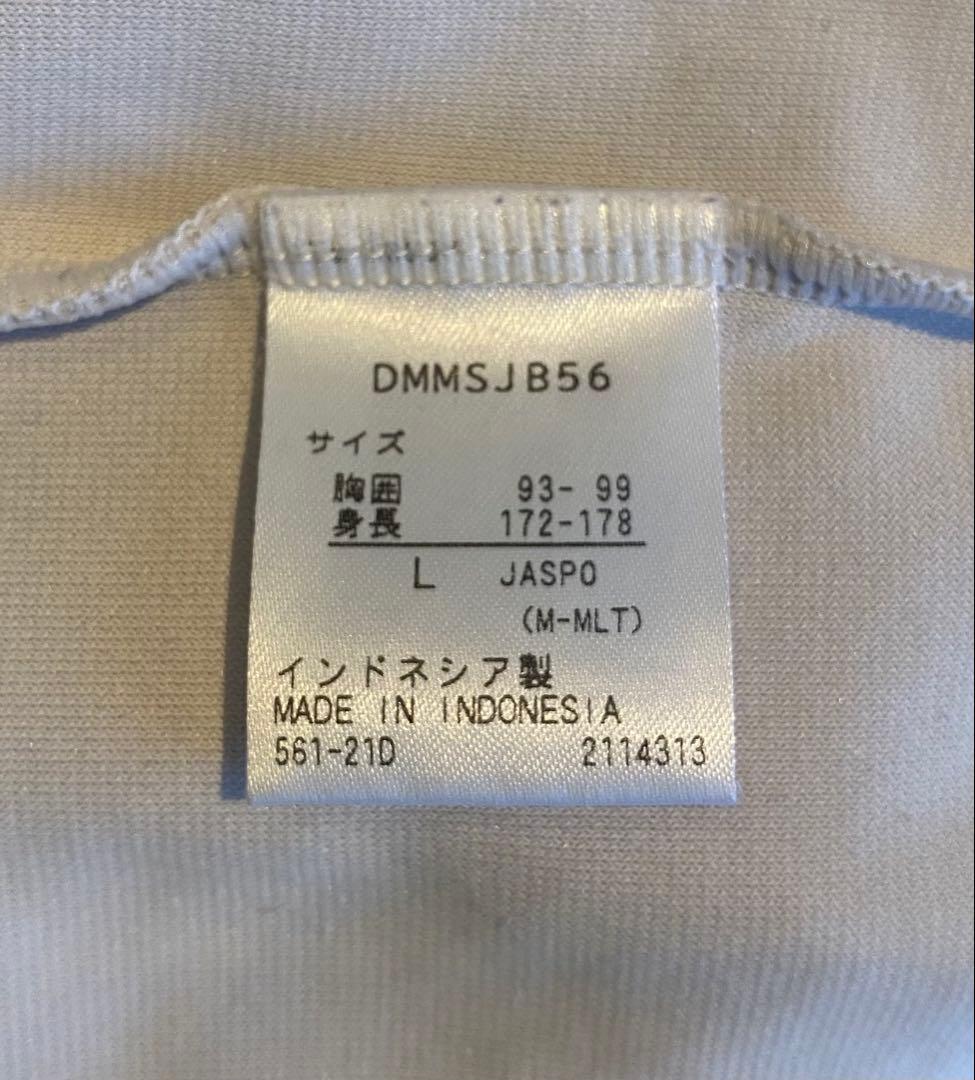 DMMSJB56
サイズ
胸囲 93- 99
身長 172-178
L JASPO
(M-MLT)
インドネシア製
MADE IN INDONESIA
561-21D 2114313